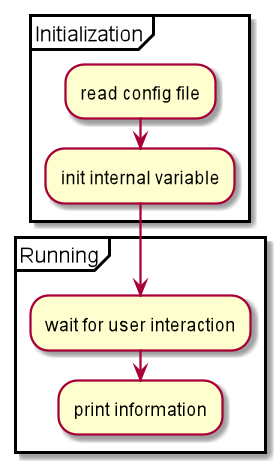 Initialization
read config file
init internal variable
Running
wait for user interaction
print information